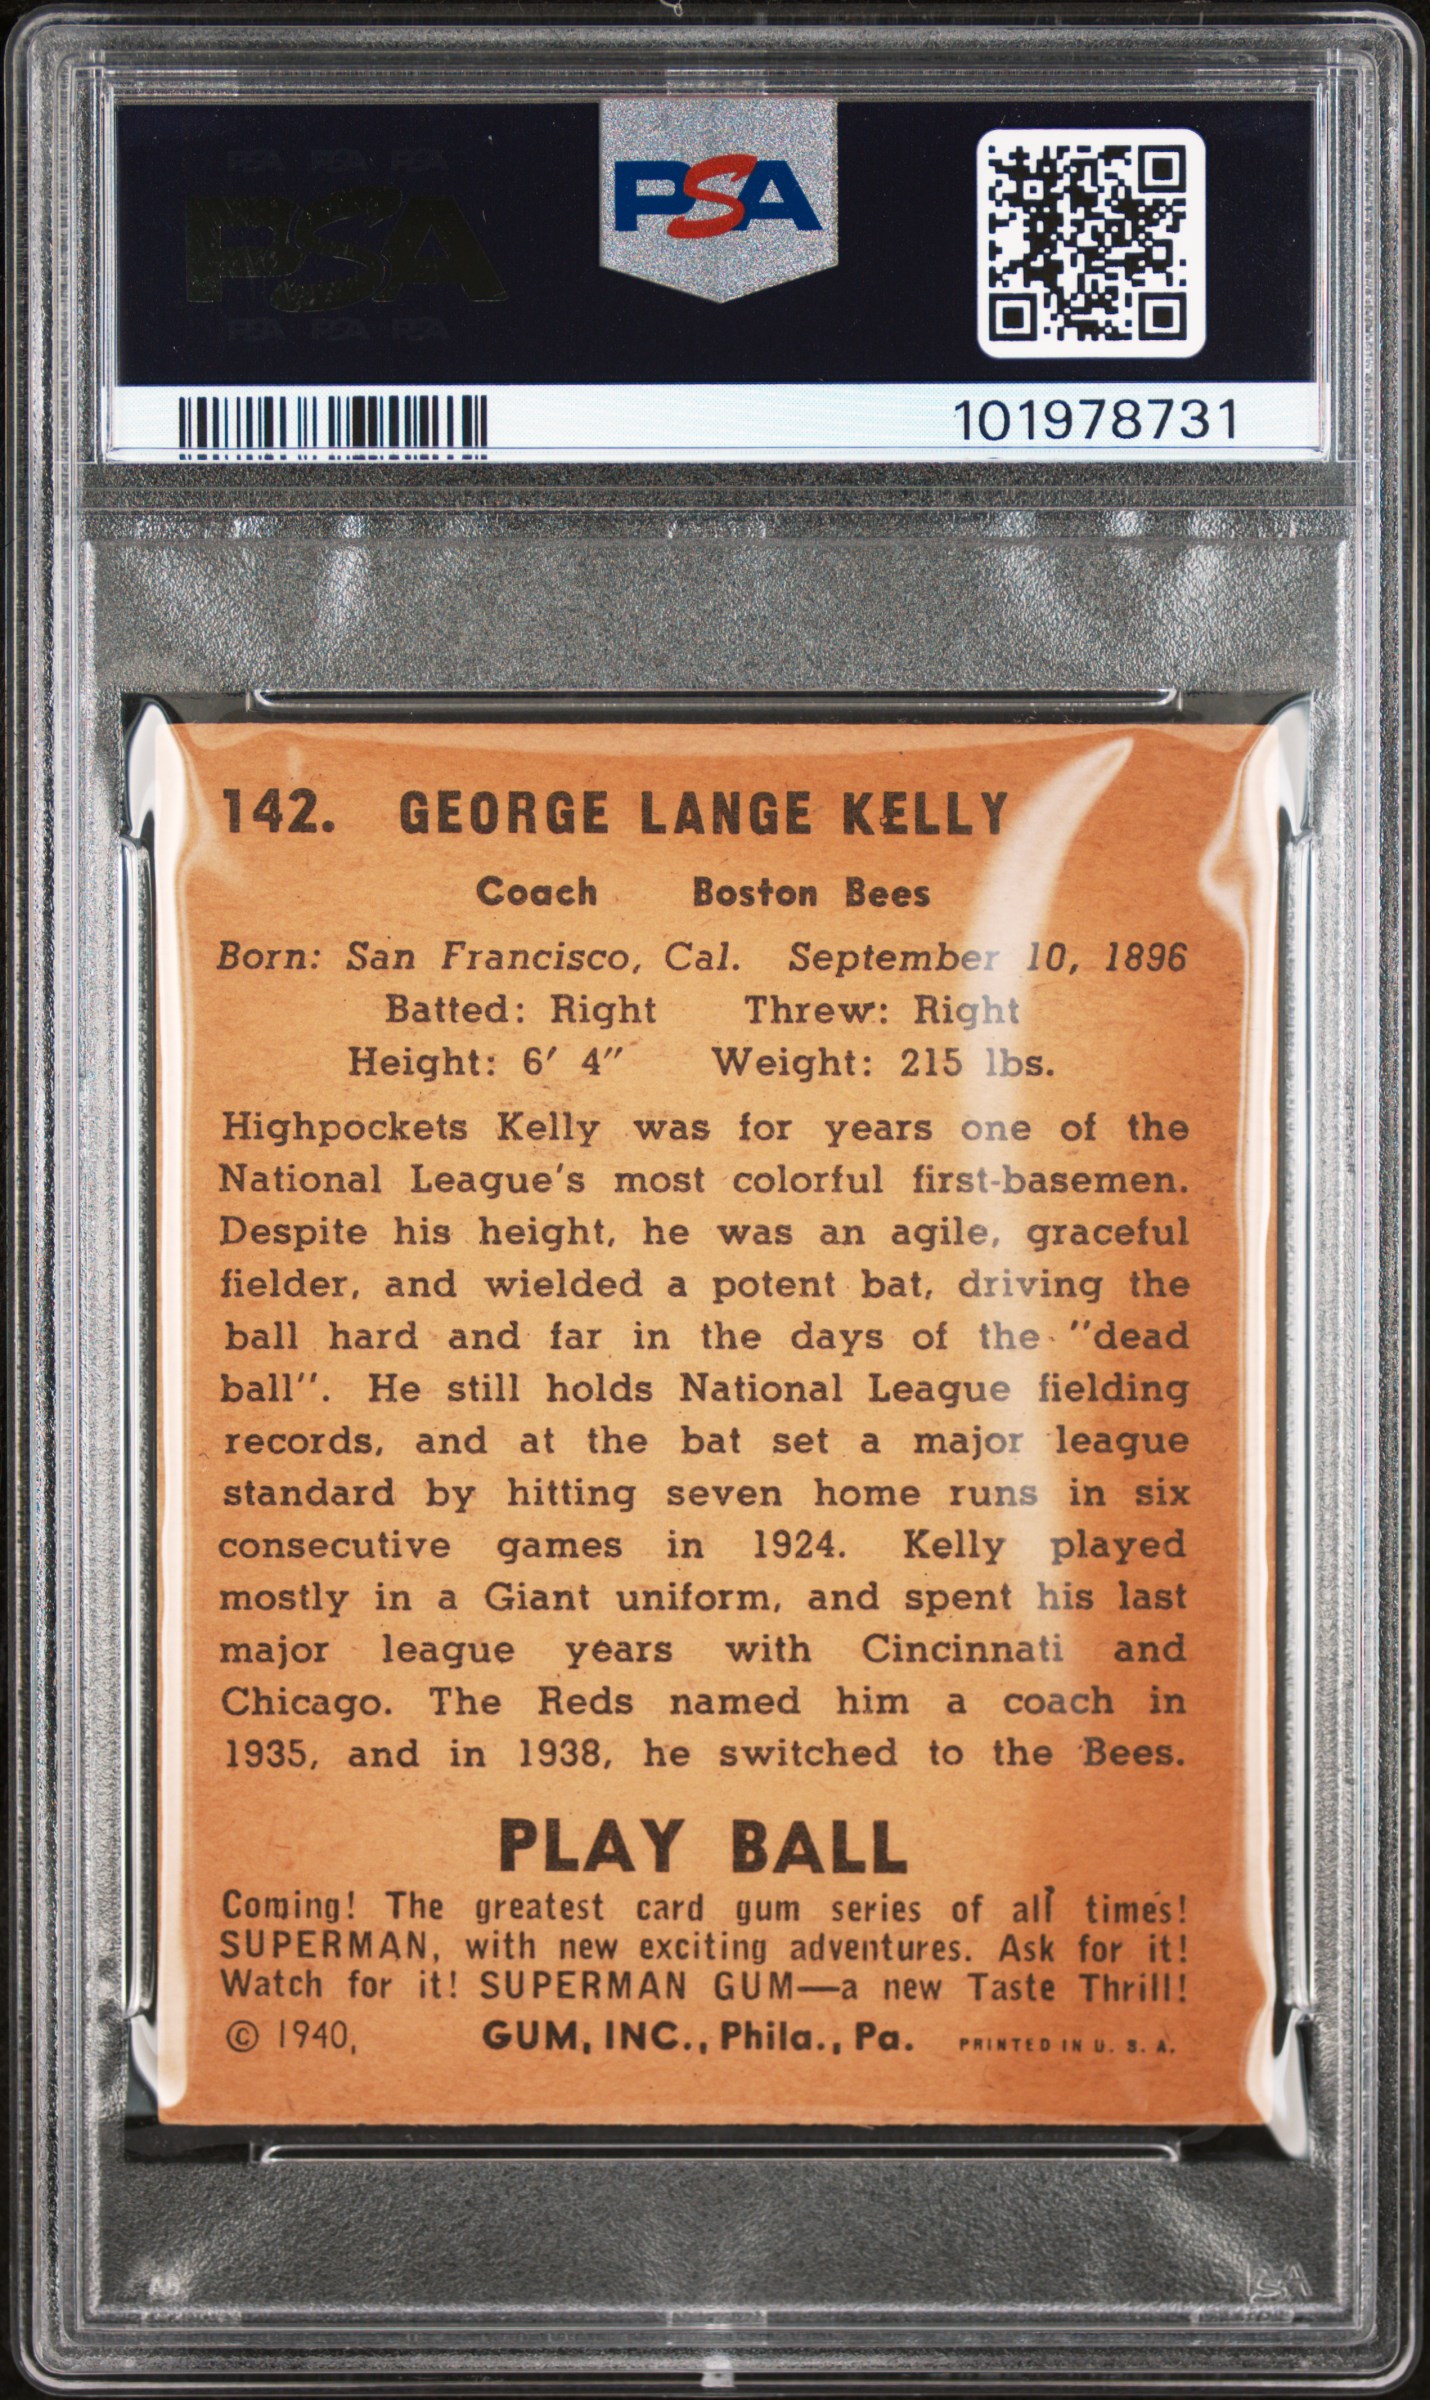 PSA PSA PSA
PSA
PSA PSA PSA
PSA
101978731
142. GEORGE LANGE KELLY
Coach Boston Bees
Born: San Francisco, Cal. September 10, 1896
Batted: Right Threw: Right
Height: 6′ 4″ Weight: 215 lbs.
Highpockets Kelly was for years one of the
National League's most colorful first-basemen.
Despite his height, he was an agile, graceful
fielder, and wielded a potent bat, driving the
ball hard and far in the days of the "dead
ball". He still holds National League fielding
records, and at the bat set a major league
standard by hitting seven home runs in six
consecutive games in 1924. Kelly played
mostly in a Giant uniform, and spent his last
major league years with Cincinnati and
Chicago. The Reds named him a coach in
1935, and in 1938, he switched to the Bees.
PLAY BALL
Coming! The greatest card gum series of all times!
SUPERMAN, with new exciting adventures. Ask for it!
Watch for it! SUPERMAN GUM—a new Taste Thrill!
© 1940, GUM, INC., Phila., Pa. PRINTED IN U. S. A.